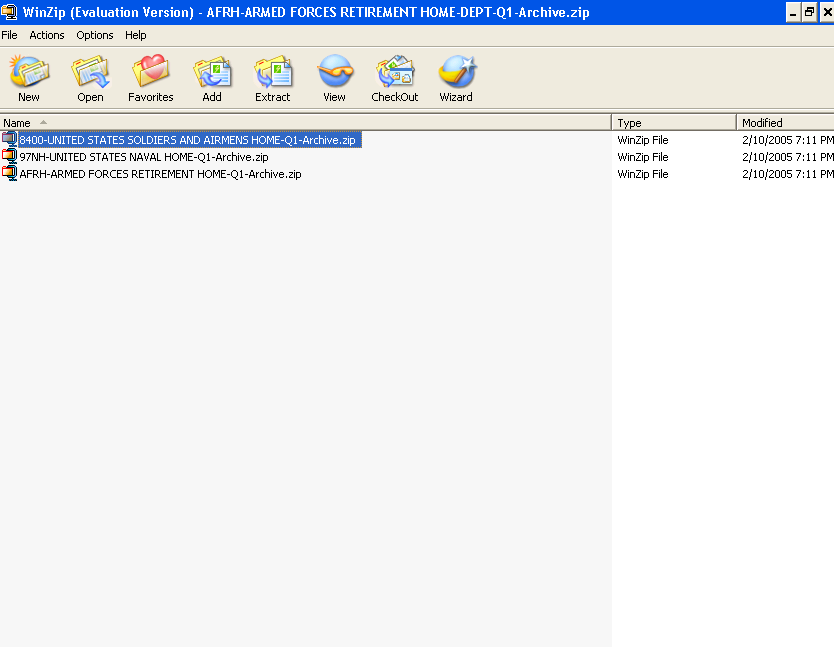 WinZip (Evaluation Version) - AFRH-ARMED FORCES RETIREMENT HOME-DEPT-Q1-Archive.zip
File Actions Options Help
New Open Favorites Add Extract View CheckOut Wizard
Name Type Modified
8400-UNITED STATES SOLDIERS AND AIRMENS HOME-Q1-Archive.zip WinZip File 2/10/2005 7:11 PM
97NH-UNITED STATES NAVAL HOME-Q1-Archive.zip WinZip File 2/10/2005 7:11 PM
AFRH-ARMED FORCES RETIREMENT HOME-Q1-Archive.zip WinZip File 2/10/2005 7:11 PM